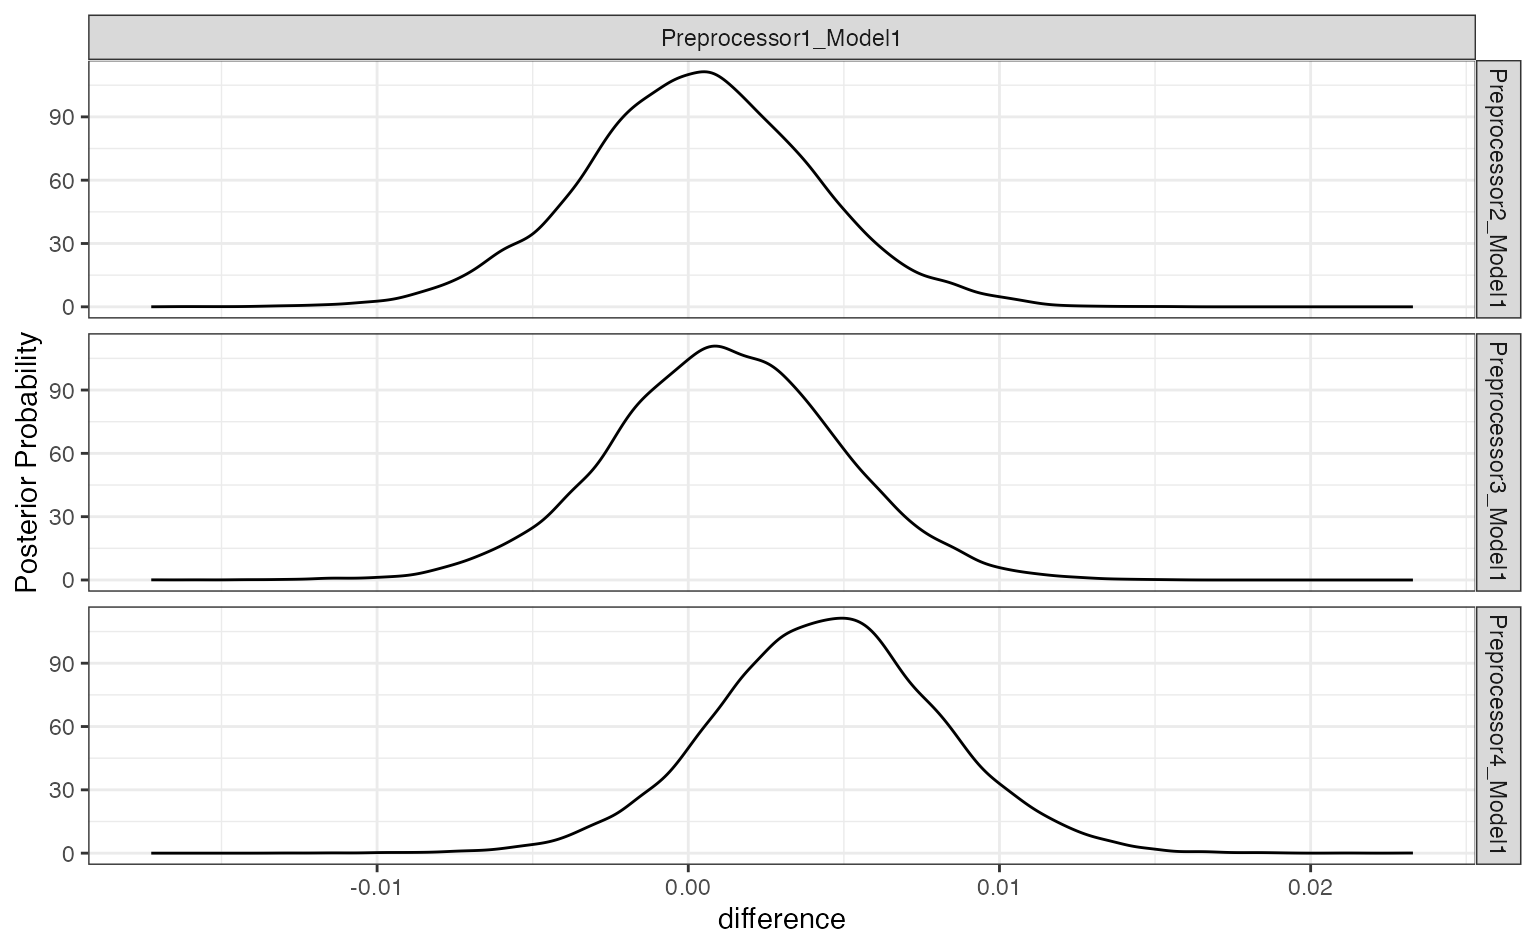 Preprocessor1_Model1
Posterior Probability
90
60
30
0
Preprocessor2_Model1
90
60
30
0
Preprocessor3_Model1
90
60
30
0
Preprocessor4_Model1
-0.01 0.00 0.01 0.02
difference